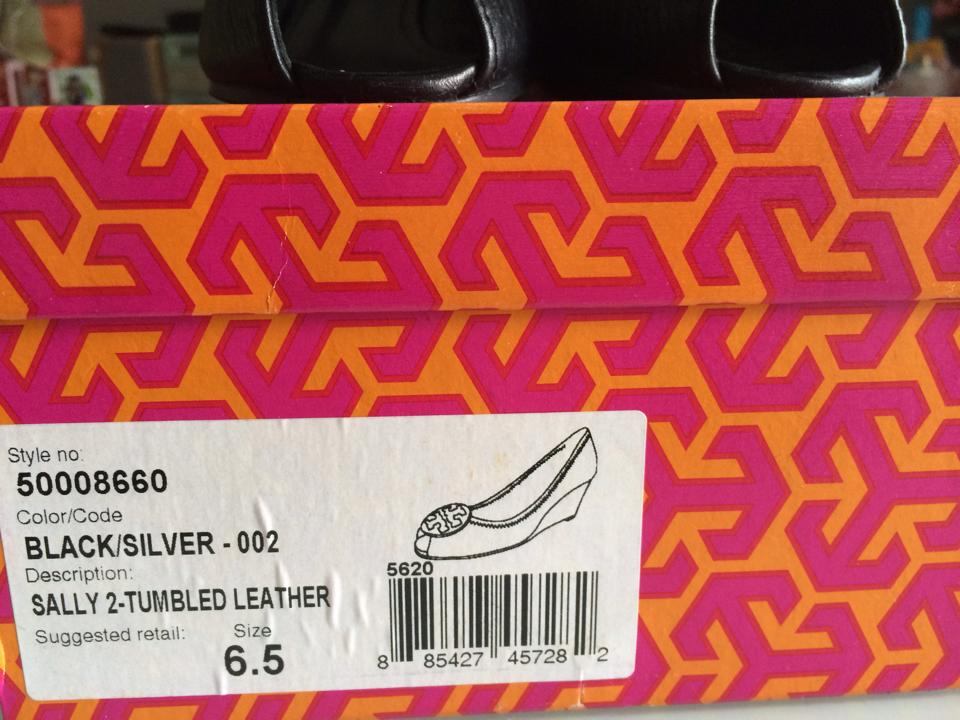 Style no:
50008660
Color/Code
BLACK/SILVER - 002
Description:
SALLY 2-TUMBLED LEATHER
Suggested retail: Size
6.5
5620
8 85427 45728 2